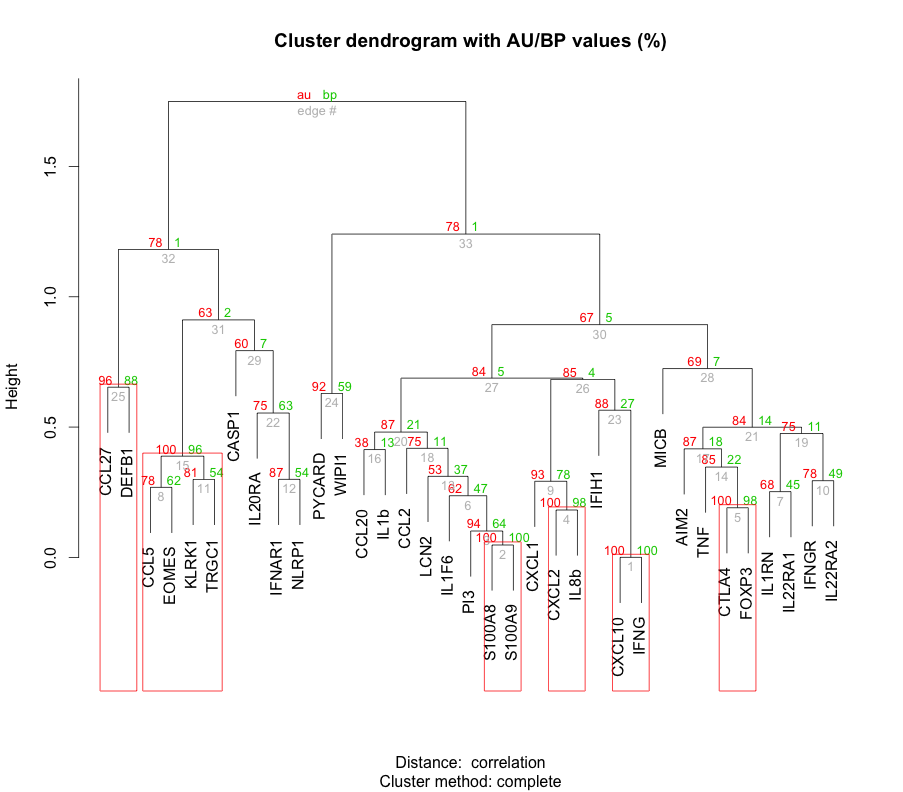 Cluster dendrogram with AU/BP values (%)
au bp
edge #
Height
0.0 0.5 1.0 1.5
78 1
33
78 1
32
67 5
30
63 2
31
60 7
29
69 7
28
84 5
27
85 4
26
96 88
25
92 59
24
88 27
23
75 63
22
84 14
21
87 21
20
75 11
19
75 11
18
87 18
38 13
16
100 96
15
85 22
14
53 37
87 54
12
81 54
11
78 49
10
93 78
9
78 62
8
68 45
7
62 47
6
100 98
5
100 98
4
94 64
100 100
2
100 100
1
CCL27
DEFB1
CCL5
EOMES
KLRK1
TRGC1
CASP1
IL20RA
IFNAR1
NLRP1
PYCARD
WIPI1
CCL20
IL1b
CCL2
LCN2
IL1F6
PI3
S100A8
S100A9
CXCL1
CXCL2
IL8b
IFIH1
CXCL10
IFNG
MICB
AIM2
TNF
CTLA4
FOXP3
IL1RN
IL22RA1
IFNGR
IL22RA2
Distance: correlation
Cluster method: complete